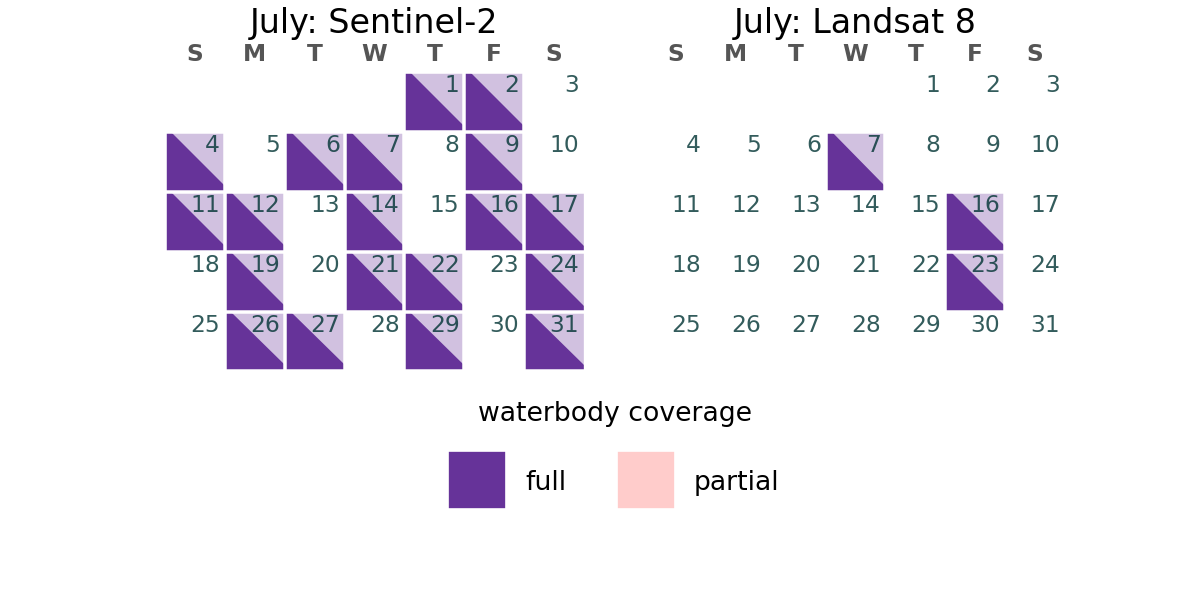 July: Sentinel-2
S M T W T F S
1 2 3
4 5 6 7 8 9 10
11 12 13 14 15 16 17
18 19 20 21 22 23 24
25 26 27 28 29 30 31
July: Landsat 8
S M T W T F S
1 2 3
4 5 6 7 8 9 10
11 12 13 14 15 16 17
18 19 20 21 22 23 24
25 26 27 28 29 30 31
waterbody coverage
full partial